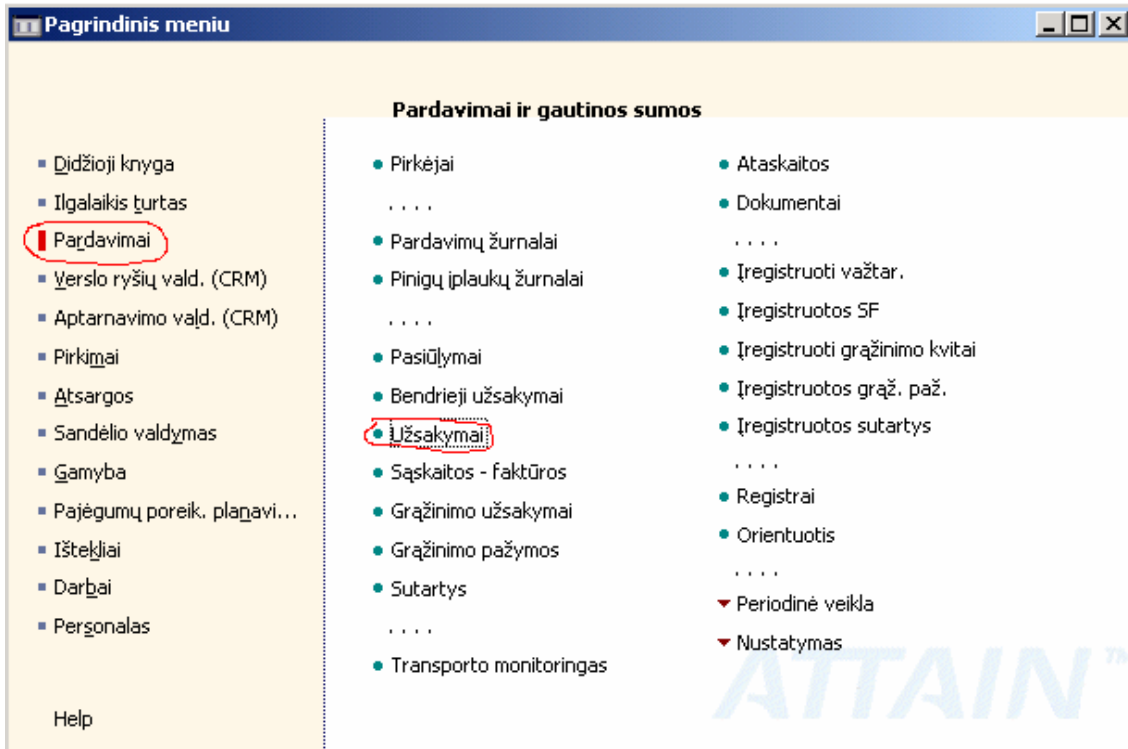 Pagrindinis meniu
Pardavimai ir gautinos sumos
Didžioji knyga
Ilgalaikis turtas
Pardavimai
Verslo ryšių vald. (CRM)
Aptarnavimo vald. (CRM)
Pirkimai
Atsargos
Sandėlio valdymas
Gamyba
Pajėgumų poreik. planavi...
Ištekliai
Darbai
Personalas
Help
Pirkėjai
. . . .
Pardavimų žurnalai
Pinigų įplaukų žurnalai
. . . .
Pasiūlymai
Bendrieji užsakymai
Užsakymai
Sąskaitos - faktūros
Grąžinimo užsakymai
Grąžinimo pažymos
Sutartys
. . . .
Transporto monitoringas
Ataskaitos
Dokumentai
. . . .
Įregistruoti važtar.
Įregistruotos SF
Įregistruoti grąžinimo kvitai
Įregistruotos grąž. paž.
Įregistruotos sutartys
. . . .
Registrai
Orientuotis
. . . .
Periodinė veikla
Nustatymas
ATTAIN™